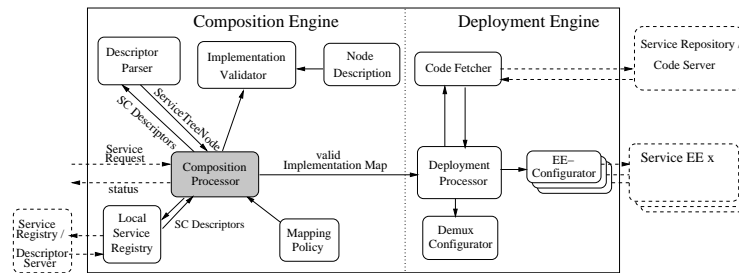 Composition Engine
Deployment Engine
Descriptor
Parser
Implementation
Validator
Node
Description
Code Fetcher
Service Repository /
Code Server
SC Descriptors
ServiceTreeNode
Service
Request
status
Composition
Processor
valid
Implementation Map
Deployment
Processor
EE–
Configurator
Service EE x
Service
Registry /
Descriptor
Server
Local
Service
Registry
SC Descriptors
Mapping
Policy
Demux
Configurator